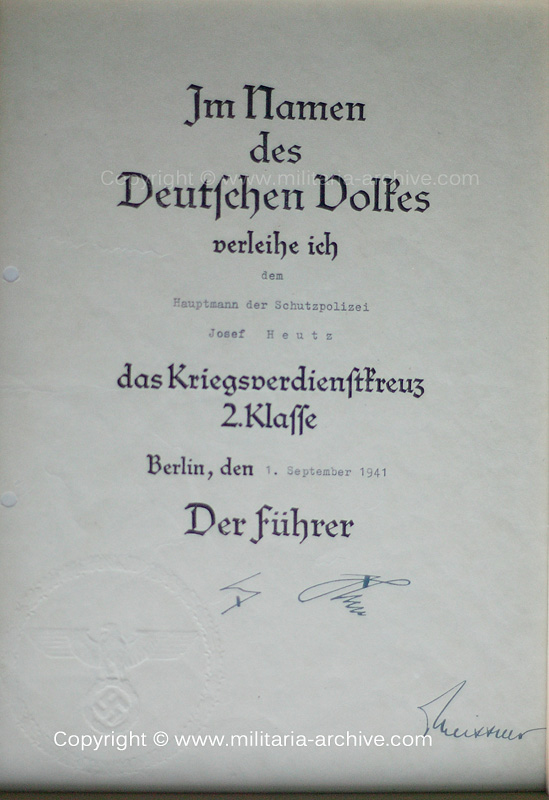 Im Namen
des
Copyright © www.militaria-archive.com
Deutschen Volkes
verleihe ich
dem
Hauptmann der Schutzpolizei
Josef H e u t z
das Kriegsverdienstkreuz
2. Klasse
Berlin, den 1. September 1941
Der Führer
Copyright © www.militaria-archive.com